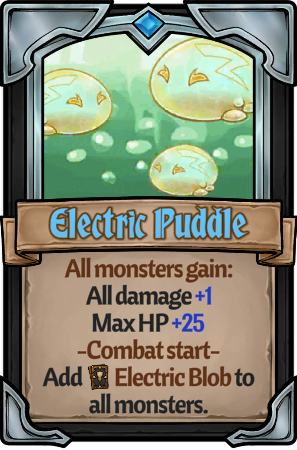 Electric Puddle
All monsters gain:
All damage +1
Max HP +25
-Combat start-
Add Electric Blob to
all monsters.